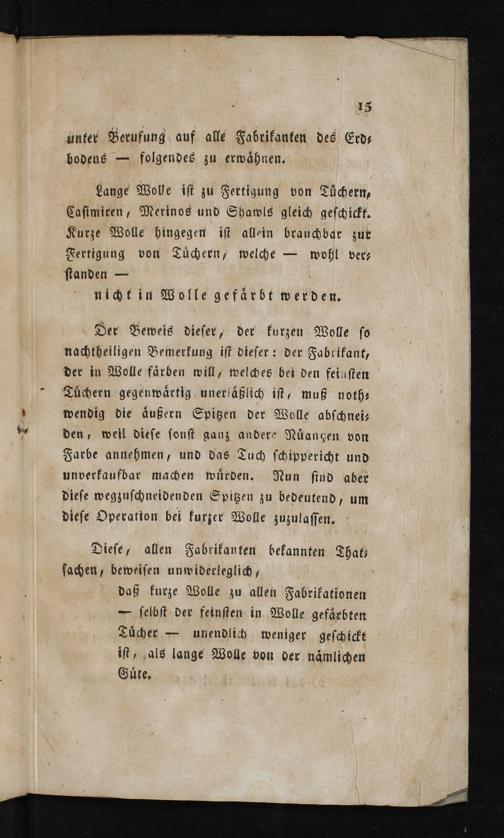 15
unter Berufung auf alle Fabrikanten des Erd-
bodens — folgendes zu erwähnen.
Lange Wolle ist zu Fertigung von Tüchern,
Casimiren, Merinos und Shawls gleich geschickt.
Kurze Wolle hingegen ist allein brauchbar zur
Fertigung von Tüchern, welche — wohl ver-
standen —
nicht in Wolle gefärbt werden.
Der Beweis dieser, der kurzen Wolle so
nachtheiligen Bemerkung ist dieser: der Fabrikant,
der in Wolle färben will, welches bei den feinsten
Tüchern gegenwärtig unerläßlich ist, muß noth-
wendig die äußern Spitzen der Wolle abschnei-
den, weil diese sonst ganz andere Nüançen von
Farbe annehmen, und das Tuch schippericht und
unverkaufbar machen würden. Nun sind aber
diese wegzuschneidenden Spitzen zu bedeutend, um
diese Operation bei kurzer Wolle zuzulassen.
Diese, allen Fabrikanten bekannten That-
sachen, beweisen unwiderleglich,
daß kurze Wolle zu allen Fabrikationen
— selbst der feinsten in Wolle gefärbten
Tücher — unendlich weniger geschickt
ist, als lange Wolle von der nämlichen
Güte.